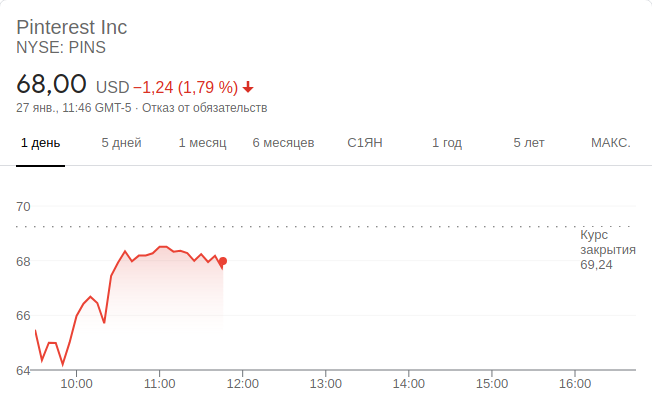 Pinterest Inc
NYSE: PINS
68,00 USD −1,24 (1,79 %)
27 янв., 11:46 GMT-5 · Отказ от обязательств
1 день 5 дней 1 месяц 6 месяцев С1ЯН 1 год 5 лет МАКС.
70
Курс
закрытия
69,24
68
66
64
10:00 11:00 12:00 13:00 14:00 15:00 16:00